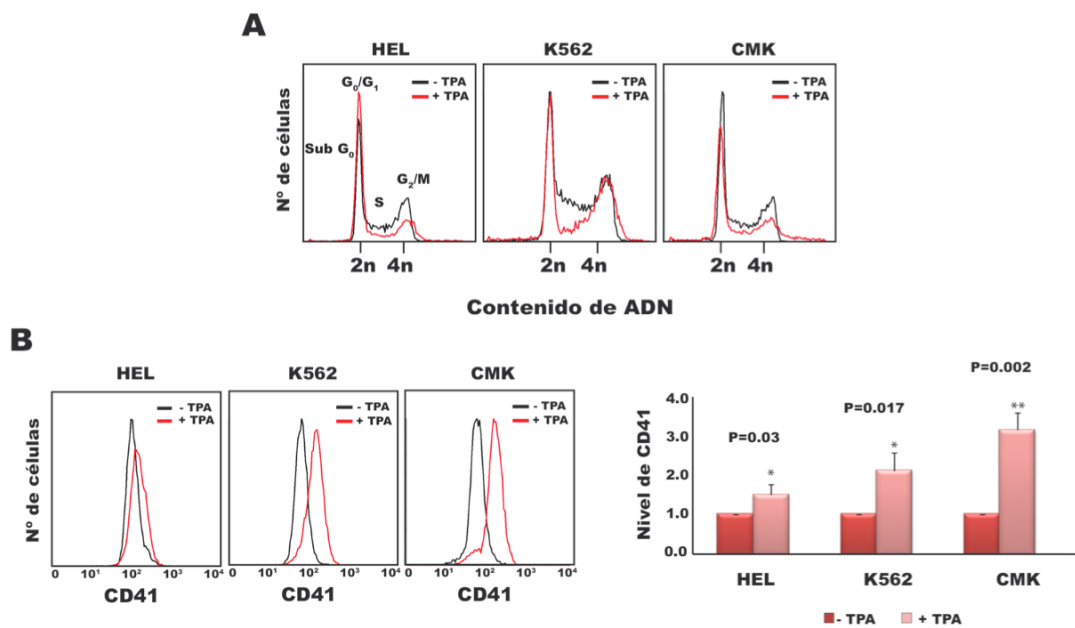 A
HEL
K562
CMK
Nº de células
G0/G1
Sub G0
S
G2/M
- TPA
+ TPA
- TPA
+ TPA
- TPA
+ TPA
2n 4n
2n 4n
2n 4n
Contenido de ADN
B
HEL
K562
CMK
Nº de células
- TPA
+ TPA
- TPA
+ TPA
- TPA
+ TPA
0 10¹ 10² 10³ 10⁴
0 10¹ 10² 10³ 10⁴
0 10¹ 10² 10³ 10⁴
CD41
CD41
CD41
Nivel de CD41
4.0
3.0
2.0
1.0
0.0
P=0.03
*
P=0.017
*
P=0.002
**
HEL
K562
CMK
- TPA + TPA